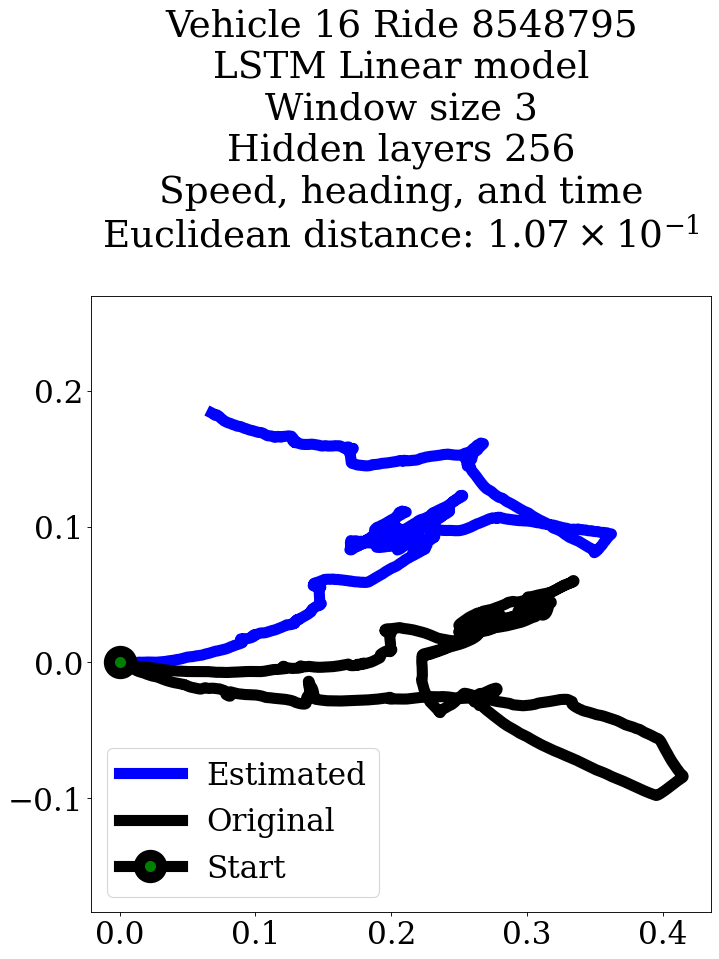 Vehicle 16 Ride 8548795
LSTM Linear model
Window size 3
Hidden layers 256
Speed, heading, and time
Euclidean distance: 1.07 × 10⁻¹
0.2
0.1
0.0
−0.1
Estimated
Original
Start
0.0 0.1 0.2 0.3 0.4